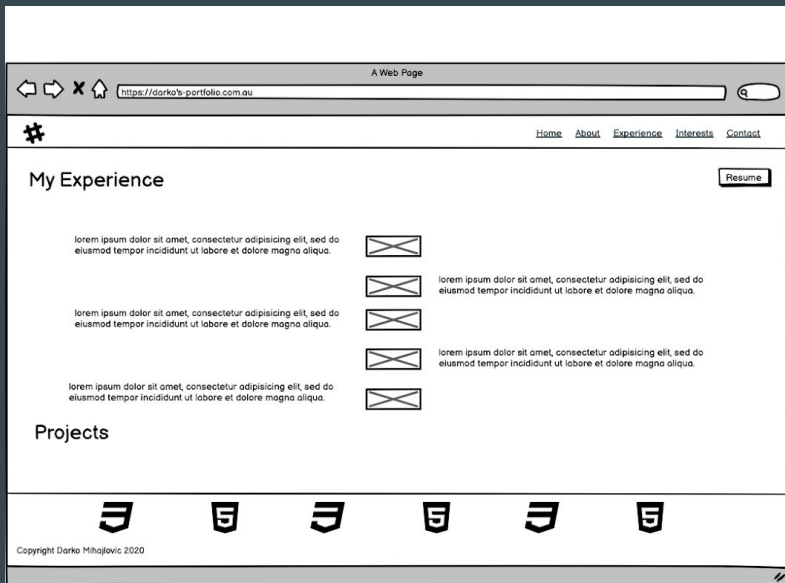 A Web Page
https://darko's-portfolio.com.au
Home About Experience Interests Contact
My Experience
Resume
lorem ipsum dolor sit amet, consectetur adipisicing elit, sed do
eiusmod tempor incididunt ut labore et dolore magna aliqua.
lorem ipsum dolor sit amet, consectetur adipisicing elit, sed do
eiusmod tempor incididunt ut labore et dolore magna aliqua.
lorem ipsum dolor sit amet, consectetur adipisicing elit, sed do
eiusmod tempor incididunt ut labore et dolore magna aliqua.
lorem ipsum dolor sit amet, consectetur adipisicing elit, sed do
eiusmod tempor incididunt ut labore et dolore magna aliqua.
lorem ipsum dolor sit amet, consectetur adipisicing elit, sed do
eiusmod tempor incididunt ut labore et dolore magna aliqua.
Projects
5 5 5
Copyright Darko Mihajlovic 2020